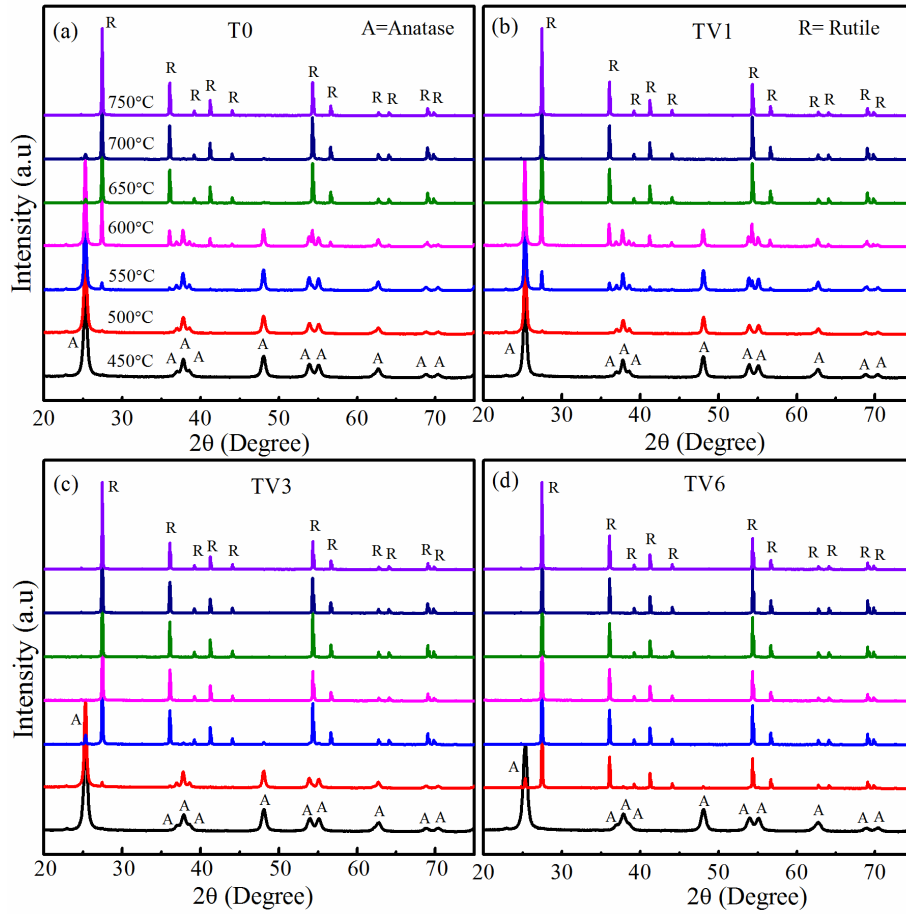 (a) T0 A=Anatase
R
R R R R R R R R R R
750°C
700°C
650°C
600°C
550°C
500°C
450°C
A A A A A A A A A A
20 30 40 50 60 70
2θ (Degree)
Intensity (a.u)
(b) TV1 R= Rutile
R
R R R R R R R R R R
A A A A A A A A A A
20 30 40 50 60 70
2θ (Degree)
(c) TV3
R
R R R R R R R R R R
A
A A A A A A A A A
20 30 40 50 60 70
2θ (Degree)
Intensity (a.u)
(d) TV6
R
R R R R R R R R R R
A
A A A A A A A A A
20 30 40 50 60 70
2θ (Degree)